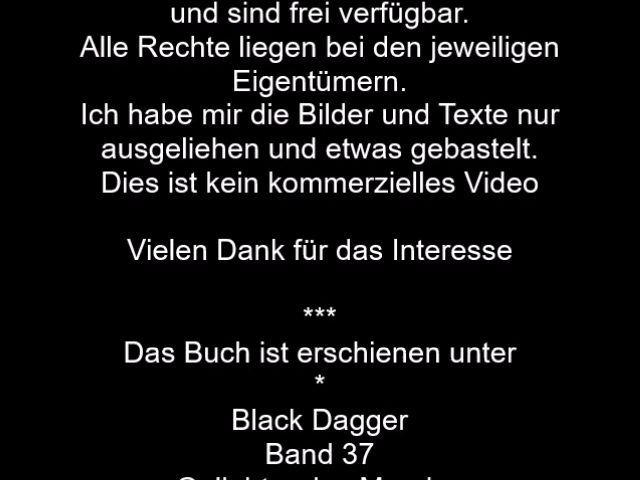 und sind frei verfügbar.
Alle Rechte liegen bei den jeweiligen
Eigentümern.
Ich habe mir die Bilder und Texte nur
ausgeliehen und etwas gebastelt.
Dies ist kein kommerzielles Video
Vielen Dank für das Interesse
***
Das Buch ist erschienen unter
*
Black Dagger
Band 37